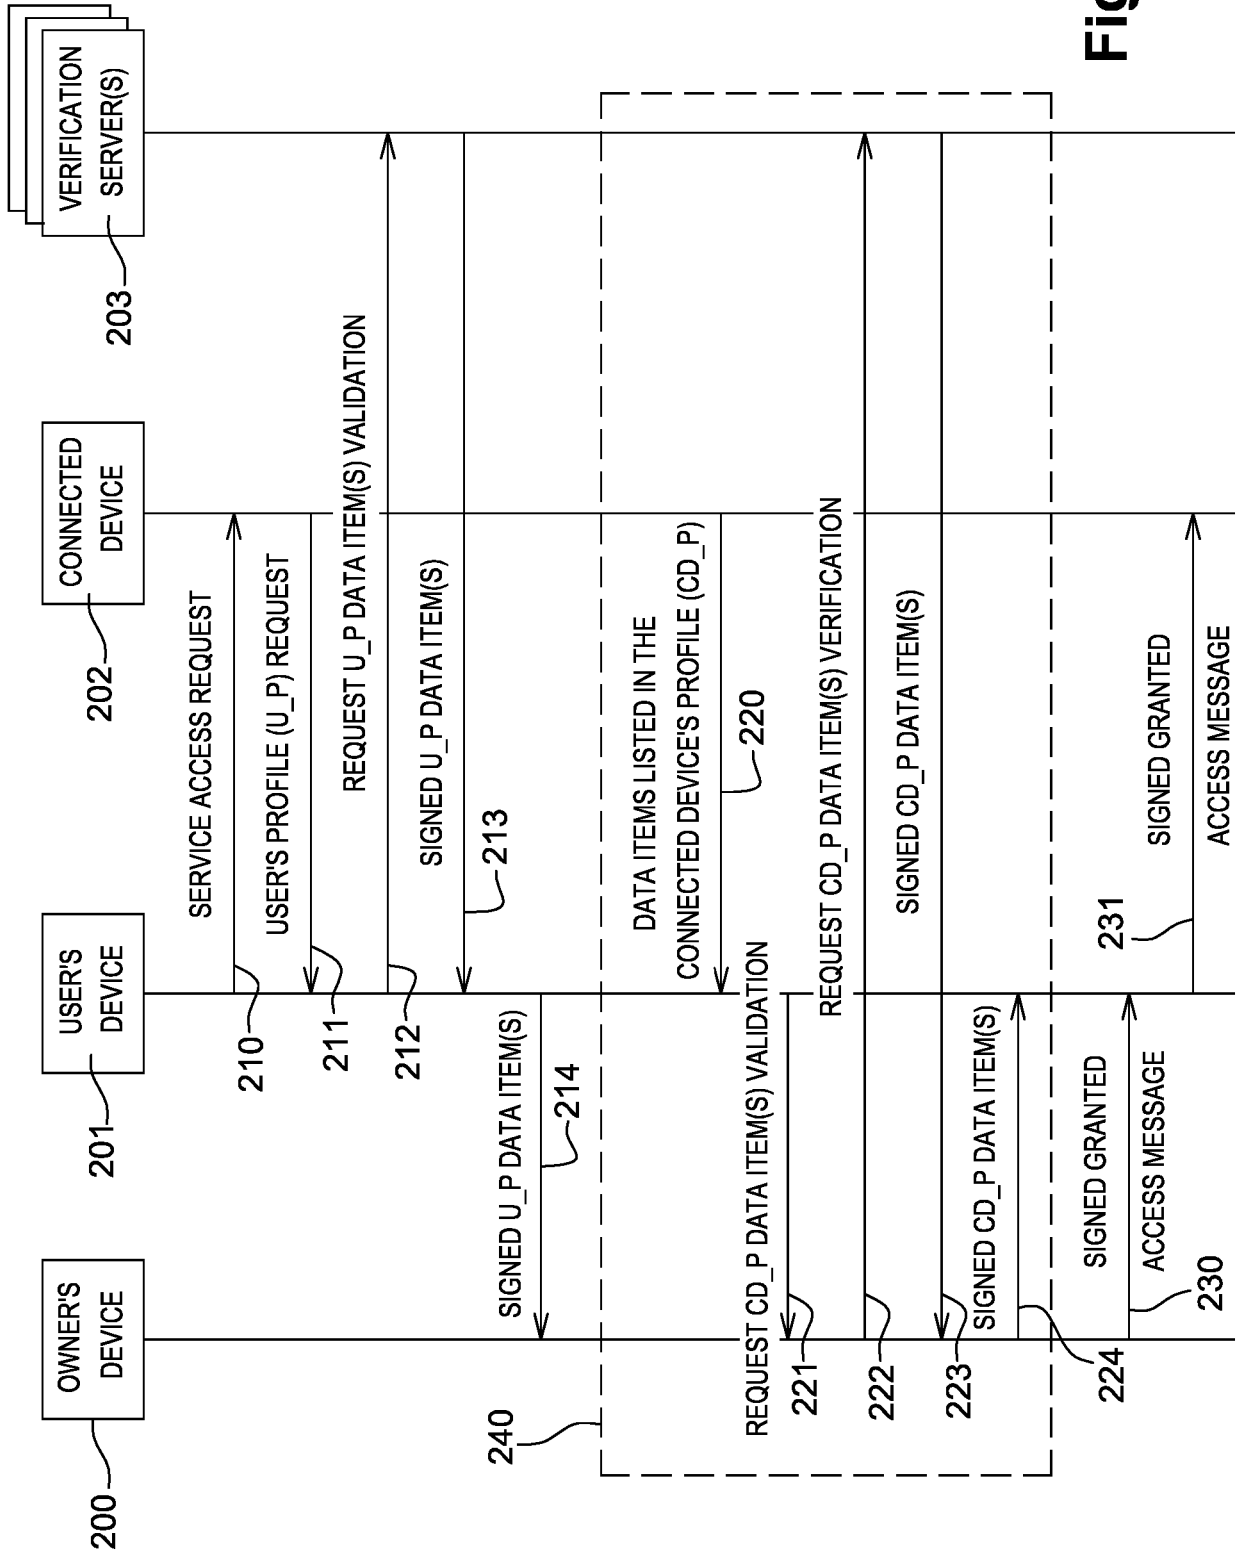 OWNER'S
DEVICE
200
USER'S
DEVICE
201
CONNECTED
DEVICE
202
VERIFICATION
SERVER(S)
203
SERVICE ACCESS REQUEST
210
USER'S PROFILE (U_P) REQUEST
211
REQUEST U_P DATA ITEM(S) VALIDATION
212
SIGNED U_P DATA ITEM(S)
213
SIGNED U_P DATA ITEM(S)
214
240
DATA ITEMS LISTED IN THE
CONNECTED DEVICE'S PROFILE (CD_P)
220
REQUEST CD_P DATA ITEM(S) VALIDATION
221
REQUEST CD_P DATA ITEM(S) VERIFICATION
222
SIGNED CD_P DATA ITEM(S)
223
SIGNED CD_P DATA ITEM(S)
224
SIGNED GRANTED
ACCESS MESSAGE
230
SIGNED GRANTED
ACCESS MESSAGE
231
Fig